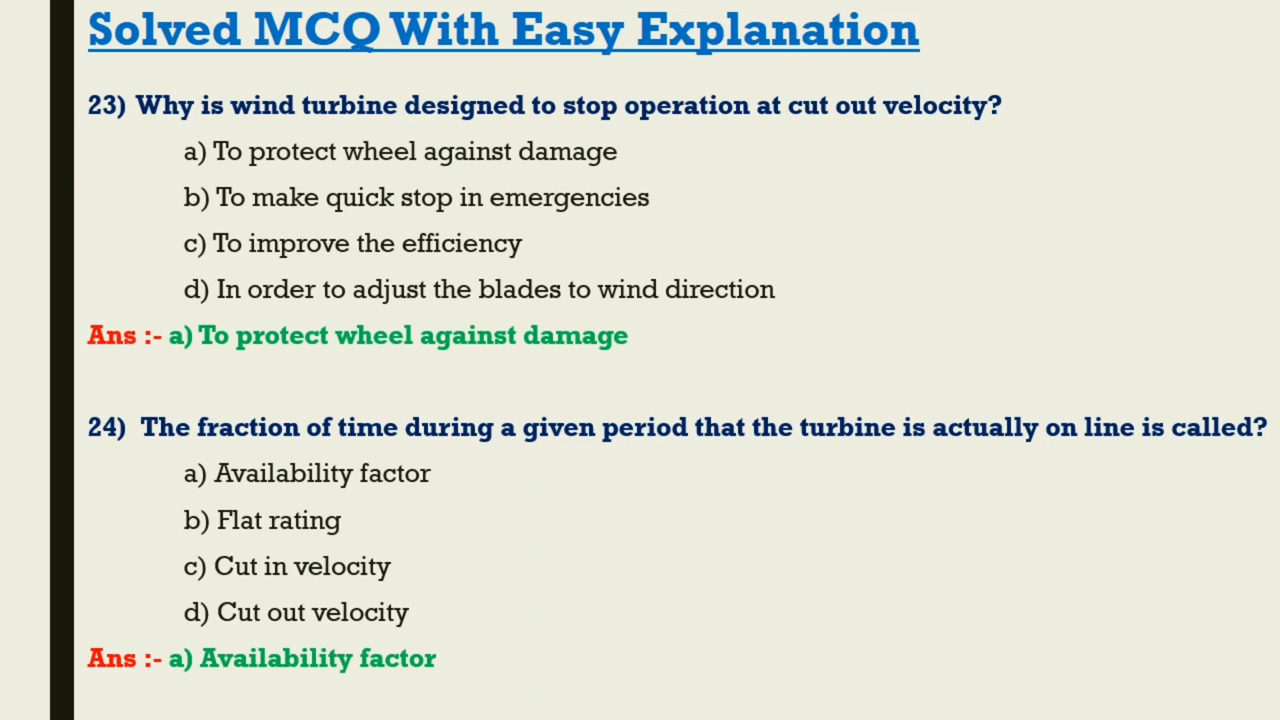 Solved MCQ With Easy Explanation
23) Why is wind turbine designed to stop operation at cut out velocity?
a) To protect wheel against damage
b) To make quick stop in emergencies
c) To improve the efficiency
d) In order to adjust the blades to wind direction
Ans :- a) To protect wheel against damage
24) The fraction of time during a given period that the turbine is actually on line is called?
a) Availability factor
b) Flat rating
c) Cut in velocity
d) Cut out velocity
Ans :- a) Availability factor